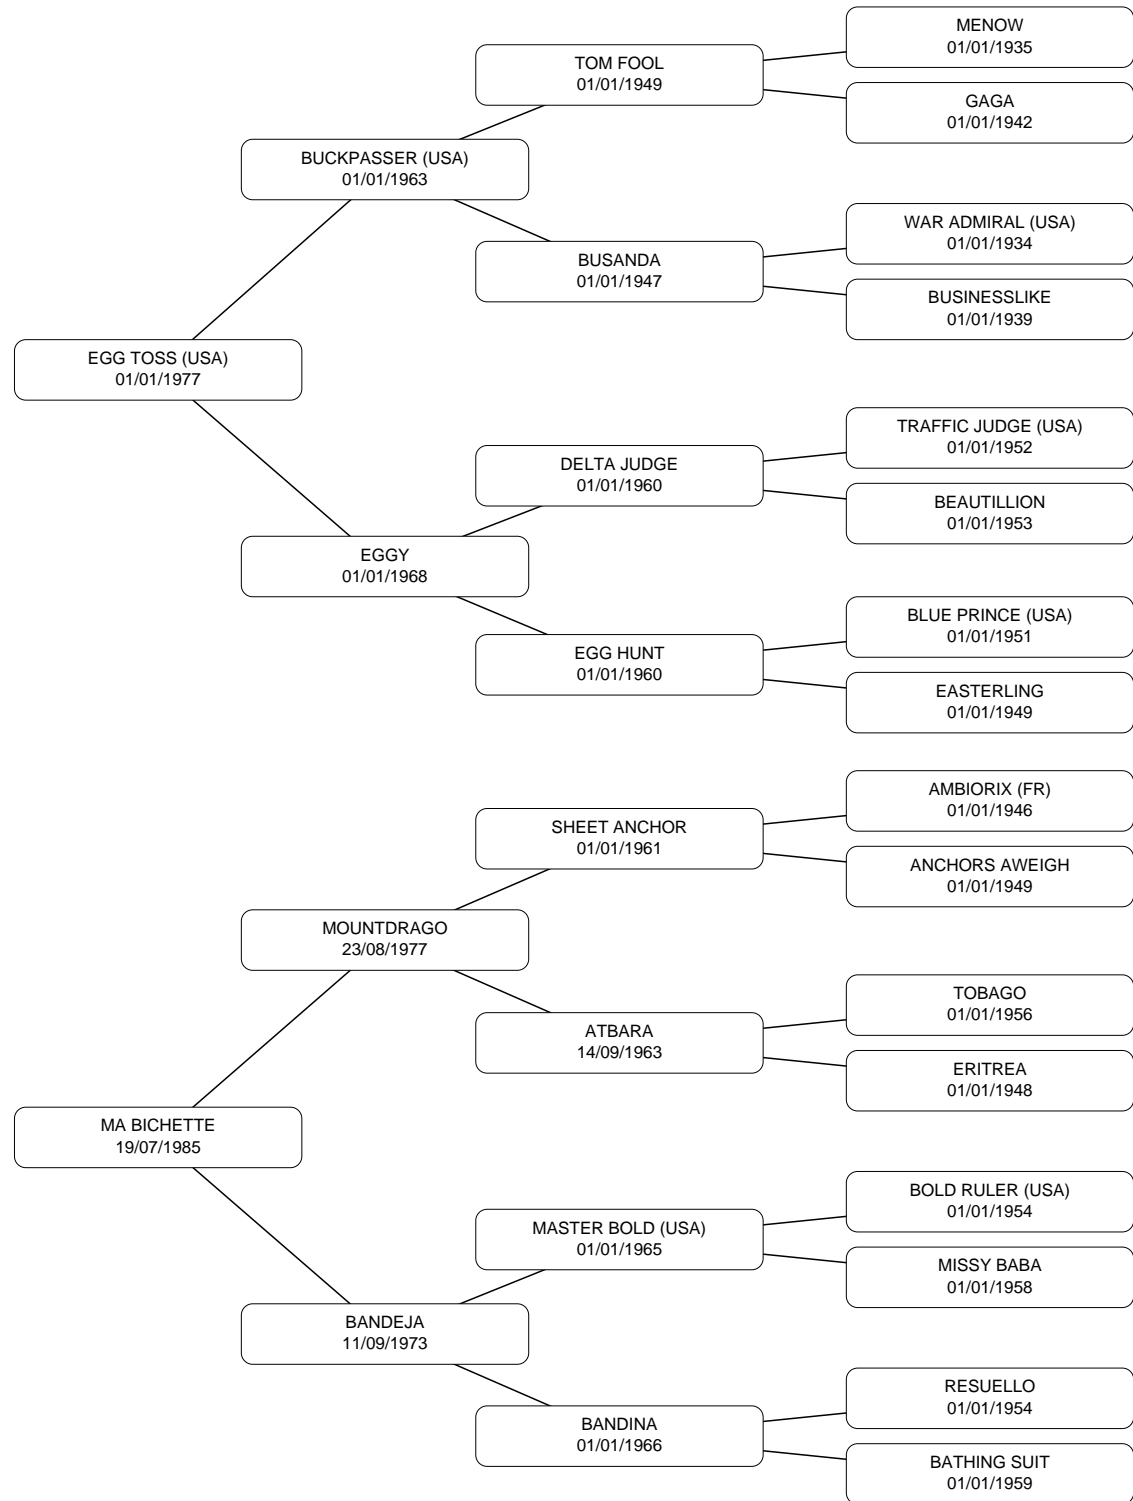 MENOW
01/01/1935
TOM FOOL
01/01/1949
GAGA
01/01/1942
BUCKPASSER (USA)
01/01/1963
WAR ADMIRAL (USA)
01/01/1934
BUSANDA
01/01/1947
BUSINESSLIKE
01/01/1939
EGG TOSS (USA)
01/01/1977
TRAFFIC JUDGE (USA)
01/01/1952
DELTA JUDGE
01/01/1960
BEAUTILLION
01/01/1953
EGGY
01/01/1968
BLUE PRINCE (USA)
01/01/1951
EGG HUNT
01/01/1960
EASTERLING
01/01/1949
AMBIORIX (FR)
01/01/1946
SHEET ANCHOR
01/01/1961
ANCHORS AWEIGH
01/01/1949
MOUNTDRAGO
23/08/1977
TOBAGO
01/01/1956
ATBARA
14/09/1963
ERITREA
01/01/1948
MA BICHETTE
19/07/1985
BOLD RULER (USA)
01/01/1954
MASTER BOLD (USA)
01/01/1965
MISSY BABA
01/01/1958
BANDEJA
11/09/1973
RESUELLO
01/01/1954
BANDINA
01/01/1966
BATHING SUIT
01/01/1959